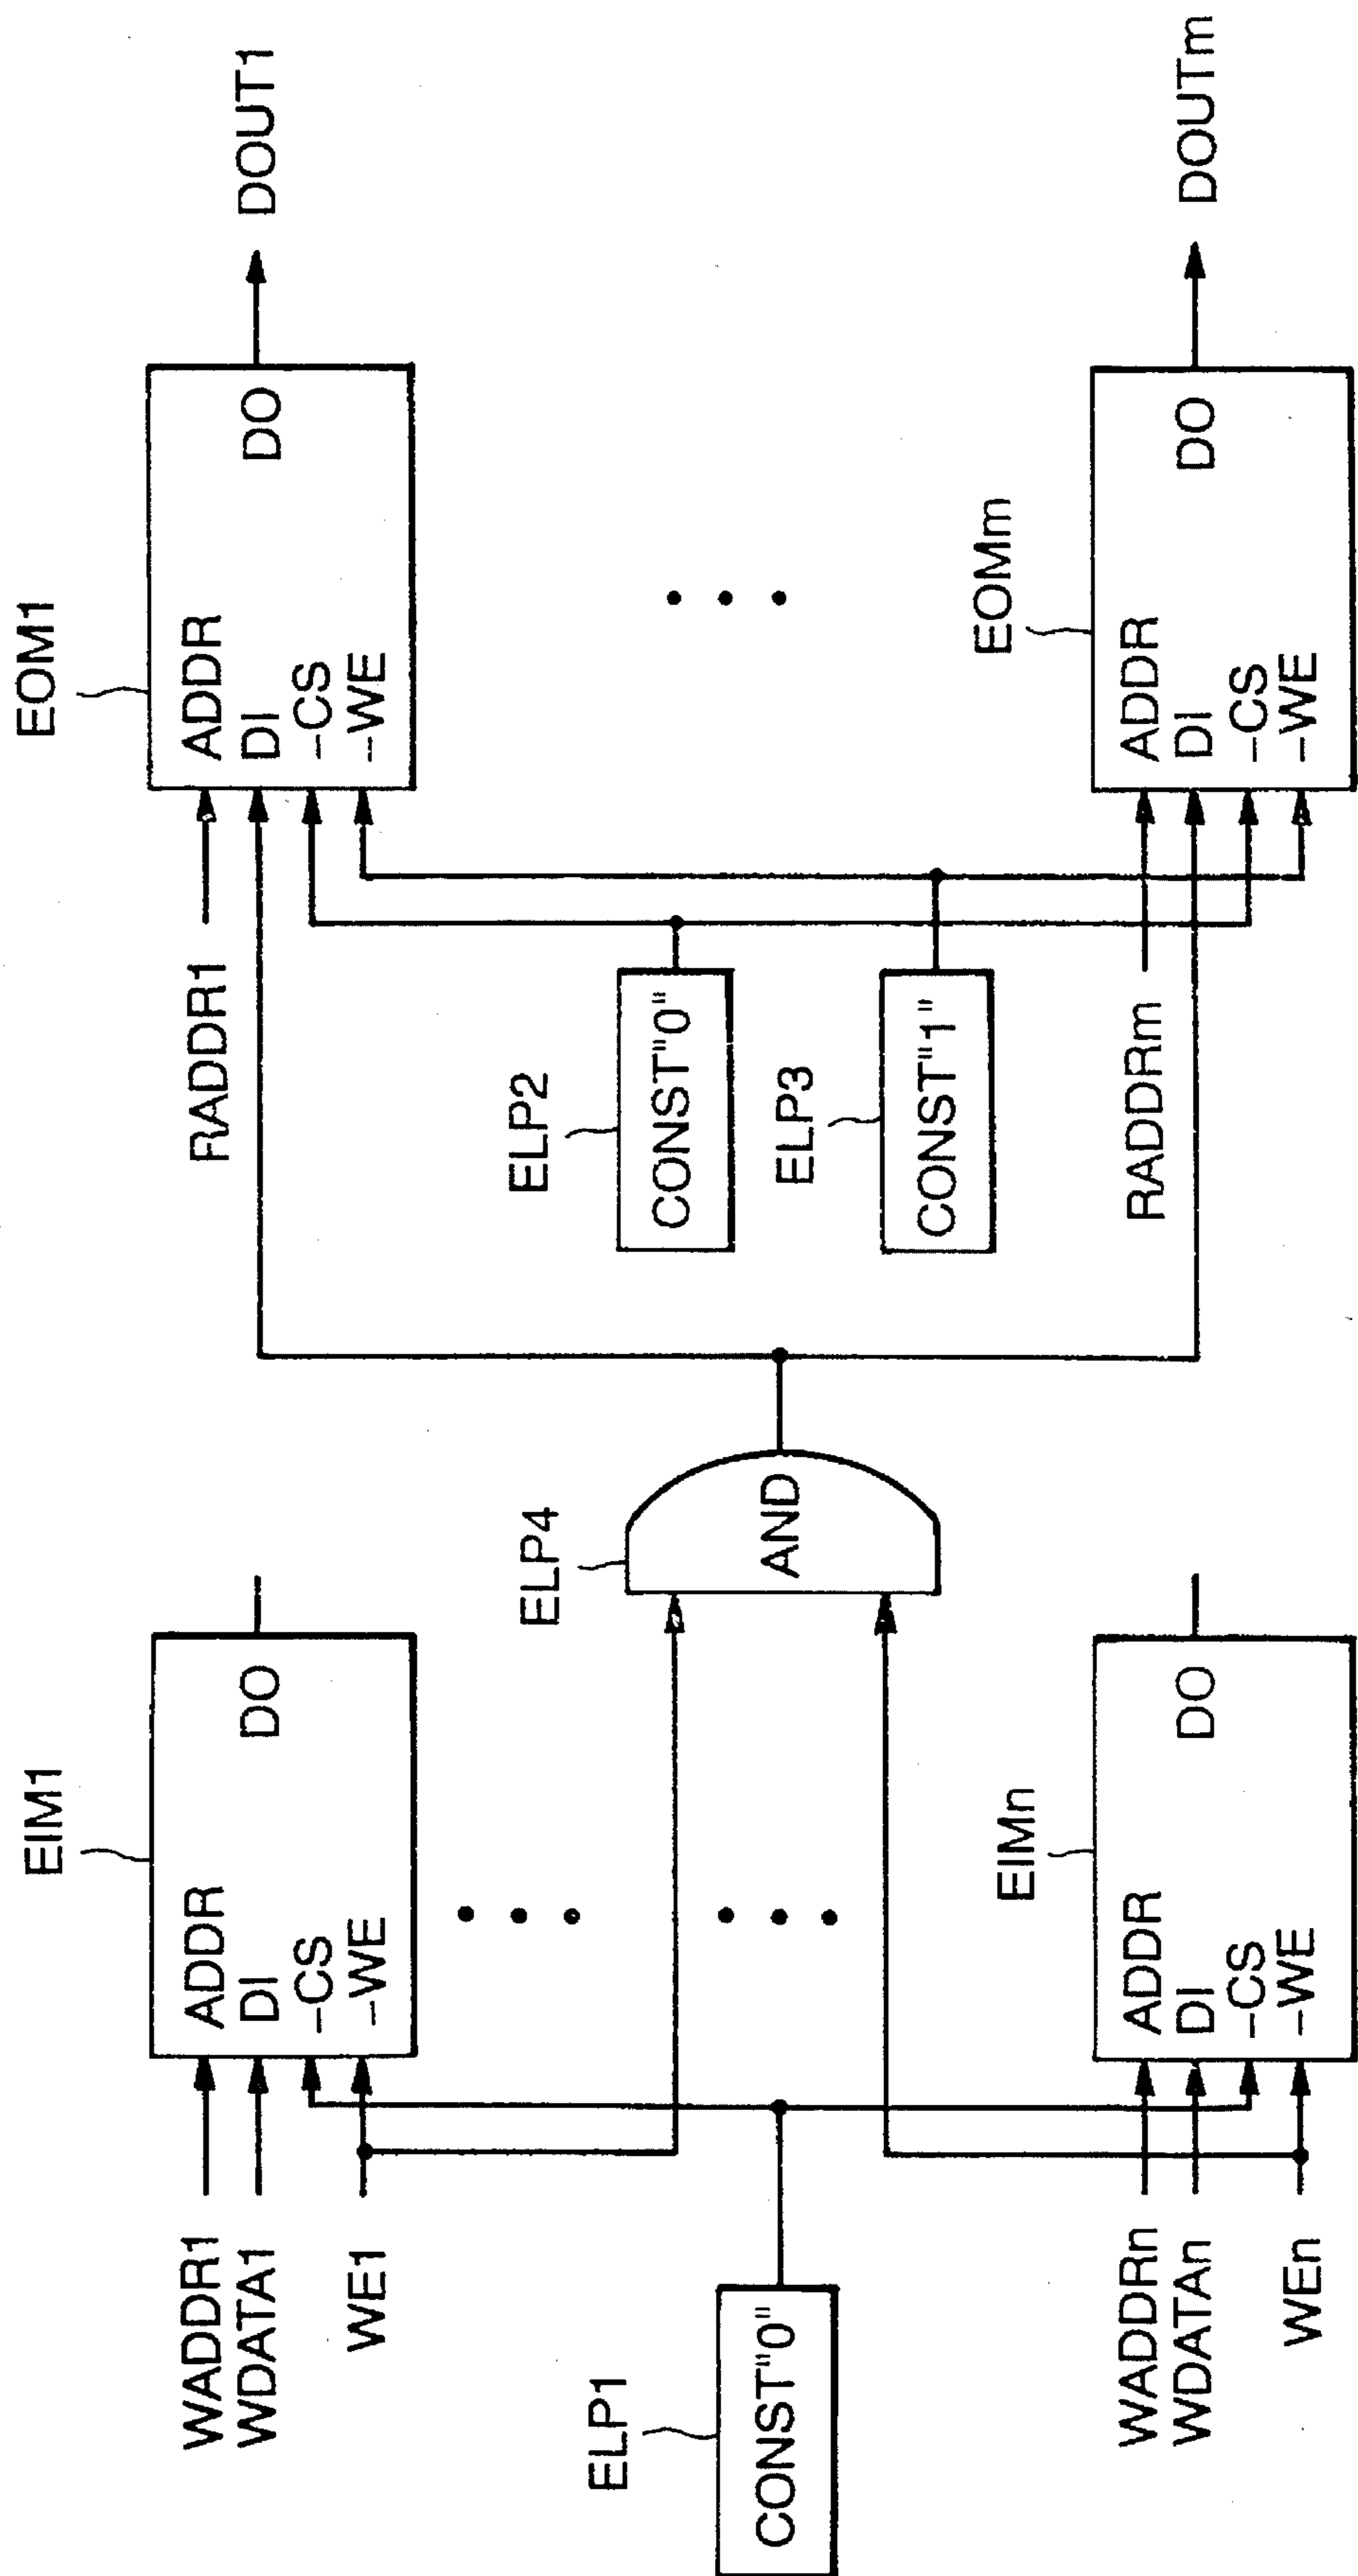 EIM1
WADDR1
ADDR
WDATA1
DI
DO
-CS
WE1
-WE
EOM1
RADDR1
ADDR
DI
DO
DOUT1
-CS
-WE
ELP1
CONST"0"
ELP4
AND
ELP2
CONST"0"
ELP3
CONST"1"
EIMn
WADDRn
ADDR
WDATAn
DI
DO
-CS
WEn
-WE
EOMm
RADDRm
ADDR
DI
DO
DOUTm
-CS
-WE